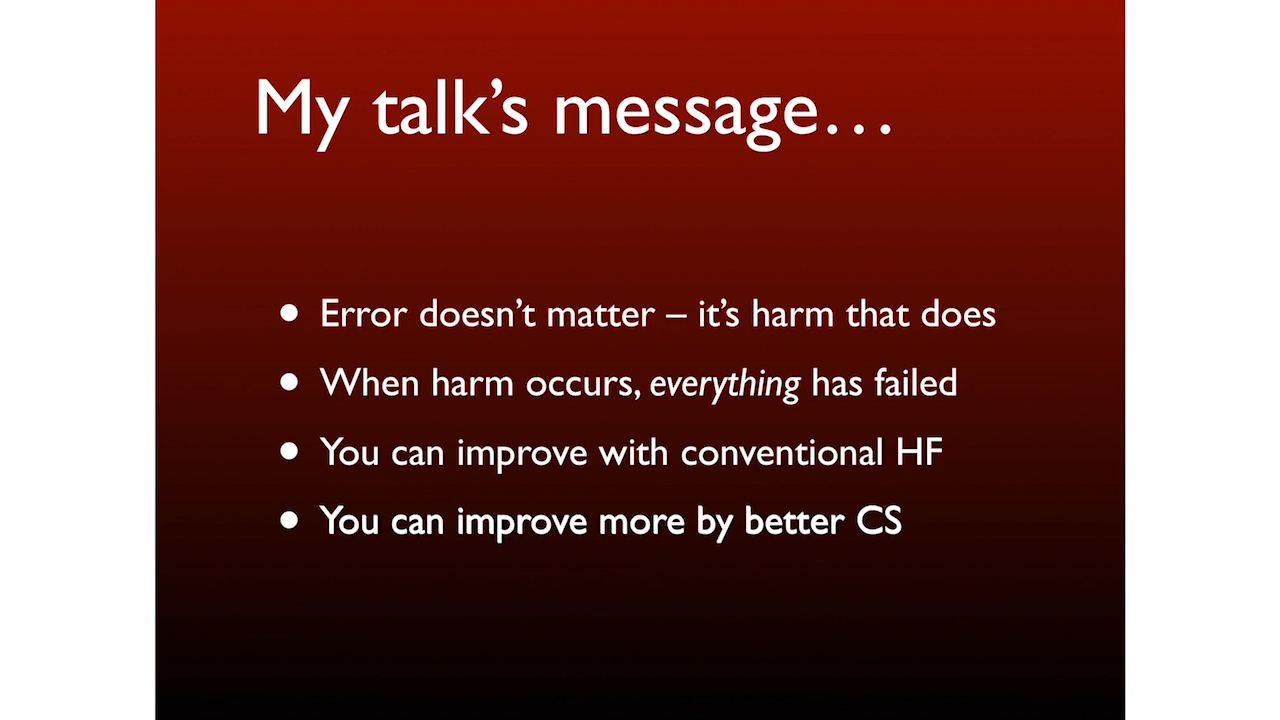 My talk’s message…
• Error doesn’t matter – it’s harm that does
• When harm occurs, everything has failed
• You can improve with conventional HF
• You can improve more by better CS